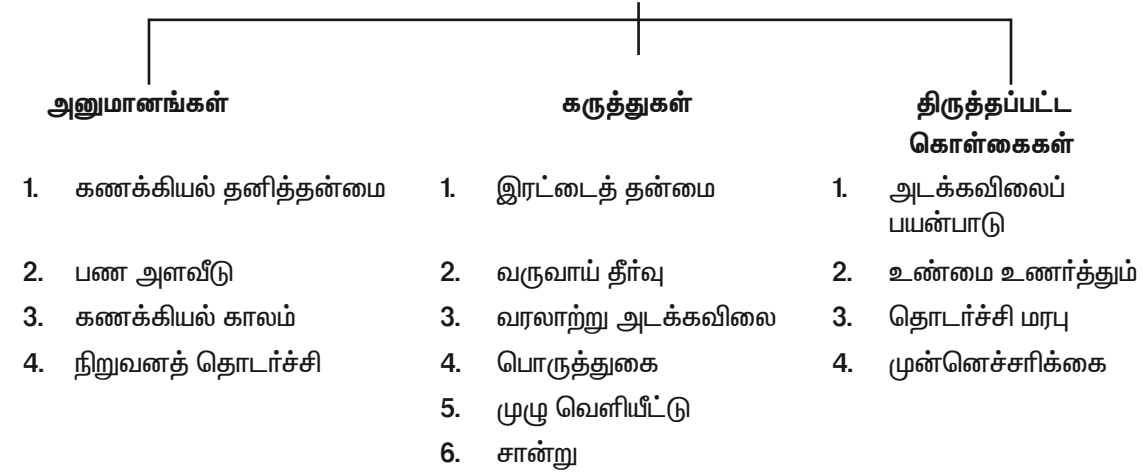 அனுமானங்கள்
1. கணக்கியல் தனித்தன்மை
2. பண அளவீடு
3. கணக்கியல் காலம்
4. நிறுவனத் தொடர்ச்சி
கருத்துகள்
1. இரட்டைத் தன்மை
2. வருவாய் தீர்வு
3. வரலாற்று அடக்கவிலை
4. பொருத்துகை
5. முழு வெளியீட்டு
6. சான்று
திருத்தப்பட்ட
கொள்கைகள்
1. அடக்கவிலைப்
பயன்பாடு
2. உண்மை உணர்த்தும்
3. தொடர்ச்சி மரபு
4. முன்னெச்சரிக்கை